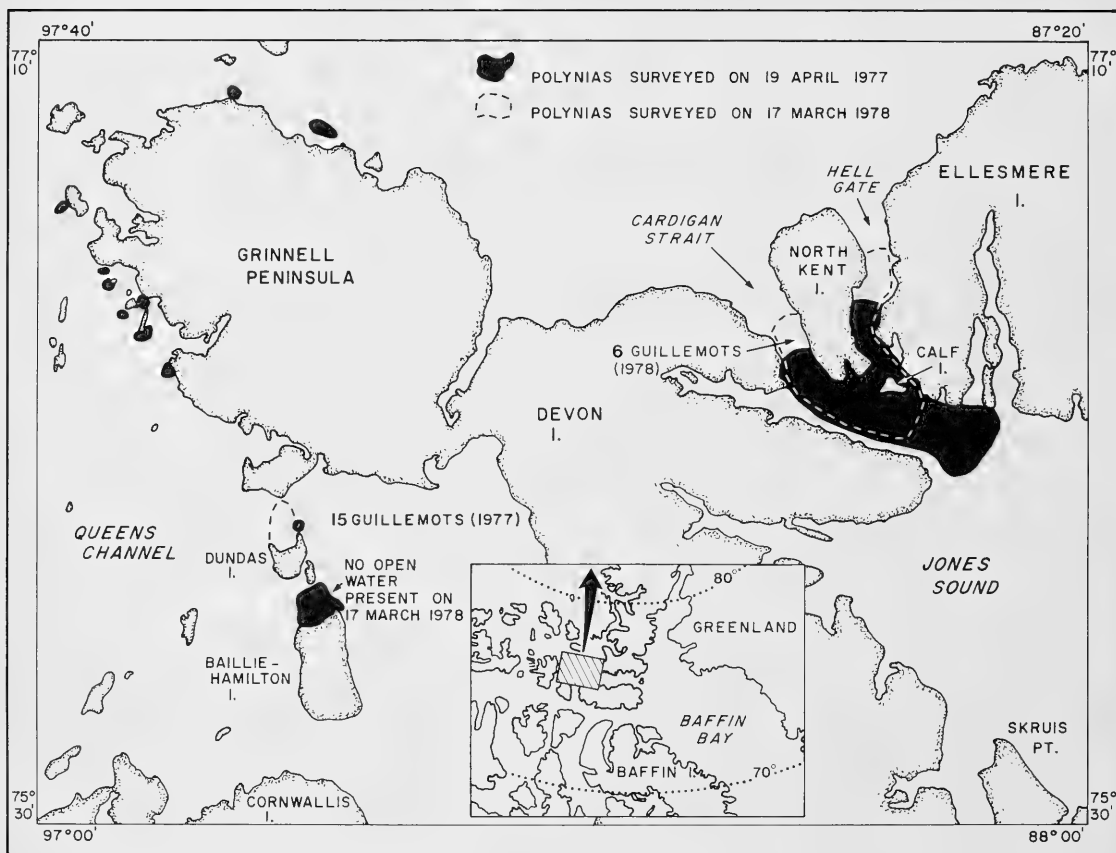 97°40'
87°20'
77°
10'
77°
10'
POLYNIAS SURVEYED ON 19 APRIL 1977
POLYNIAS SURVEYED ON 17 MARCH 1978
HELL
GATE
ELLESMERE
I.
CARDIGAN
STRAIT
NORTH
KENT
I.
GRINNELL
PENINSULA
6 GUILLEMOTS
(1978)
CALF
I.
DEVON
I.
QUEENS
CHANNEL
15 GUILLEMOTS (1977)
DUNDAS
I.
NO OPEN
WATER
PRESENT ON
17 MARCH 1978
JONES
SOUND
80°
GREENLAND
BAILLIE-
HAMILTON
I.
BAFFIN
BAY
BAFFIN I.
70°
SKRUIS
PT.
CORNWALLIS
I.
75°
30'
75°
30'
97°00'
88°00'